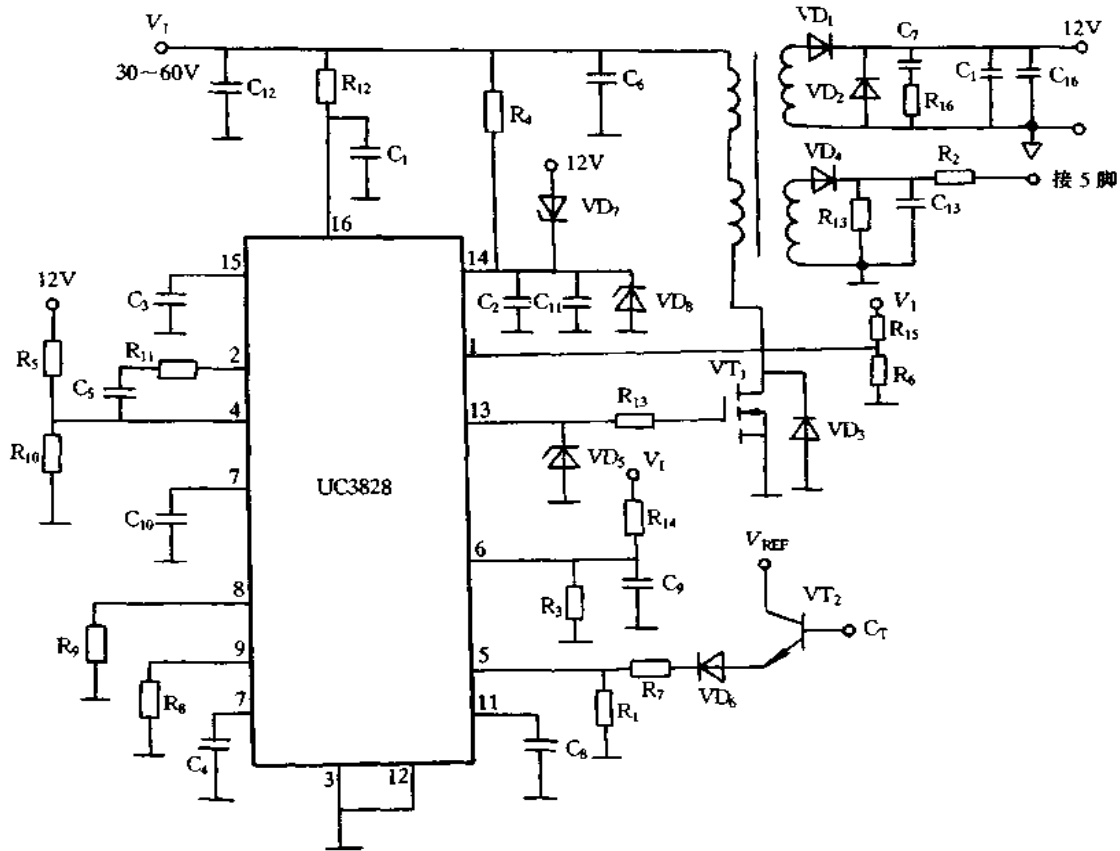 V₁
30～60V
C₁₂
R₁₂
C₁
R₄
C₆
VD₁
C₇
12V
VD₂
R₁₆
C₁
C₁₆
VD₄
R₂
接 5 脚
R₁₃
C₁₃
12V
VD₇
16
15
14
C₃
C₂
C₁₁
VD₈
12V
R₅
R₁₁
2
C₅
4
R₁₀
1
V₁
R₁₅
R₆
VT₁
13
R₁₃
VD₃
VD₅
V₁
7
C₁₀
UC3828
R₁₄
6
R₃
C₉
V_REF
VT₂
C_T
8
R₉
9
R₈
5
R₇
VD₆
R₁
7
C₄
11
C₈
3
12